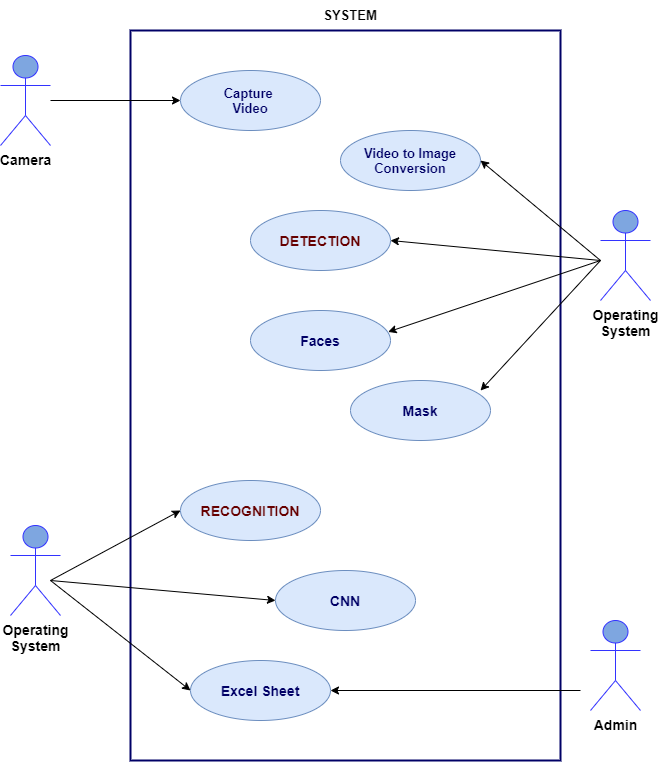 SYSTEM
Capture
Video
Camera
Video to Image
Conversion
DETECTION
Operating
System
Faces
Mask
RECOGNITION
CNN
Operating
System
Excel Sheet
Admin